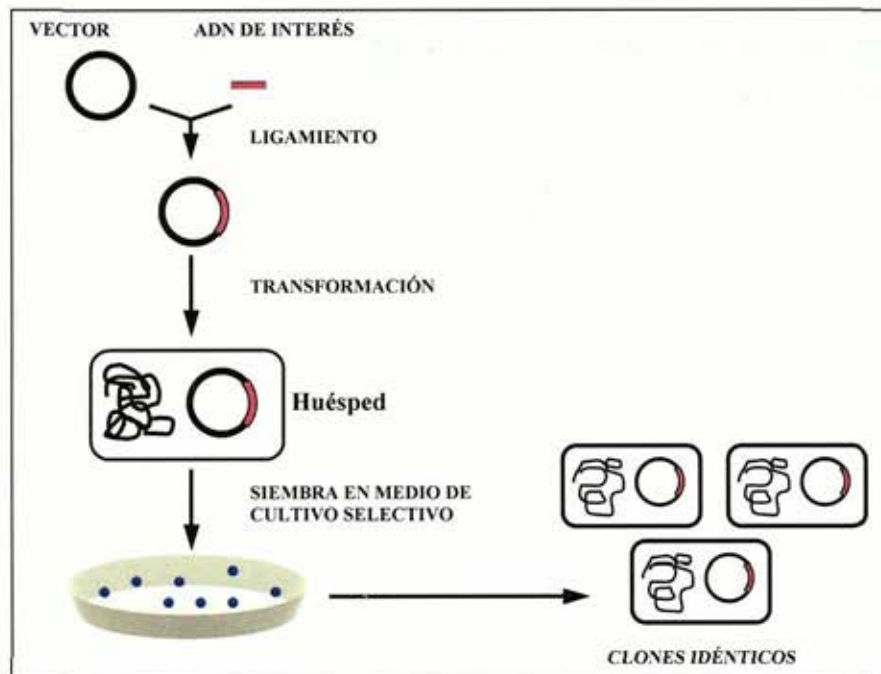 VECTOR
ADN DE INTERÉS
LIGAMIENTO
TRANSFORMACIÓN
Huésped
SIEMBRA EN MEDIO DE
CULTIVO SELECTIVO
CLONES IDÉNTICOS